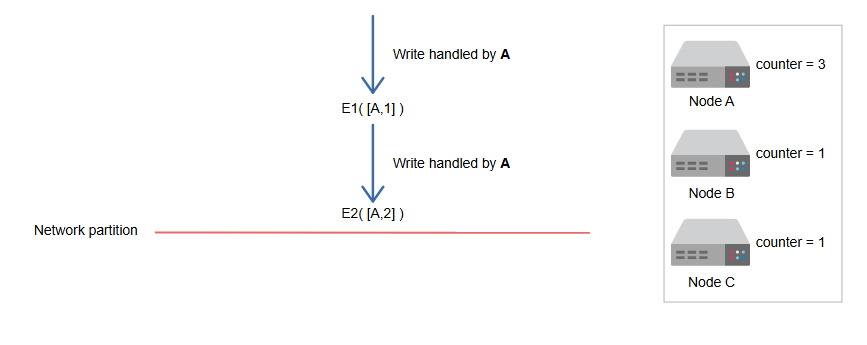 Write handled by A
E1( [A,1] )
Write handled by A
E2( [A,2] )
Network partition
counter = 3
Node A
counter = 1
Node B
counter = 1
Node C